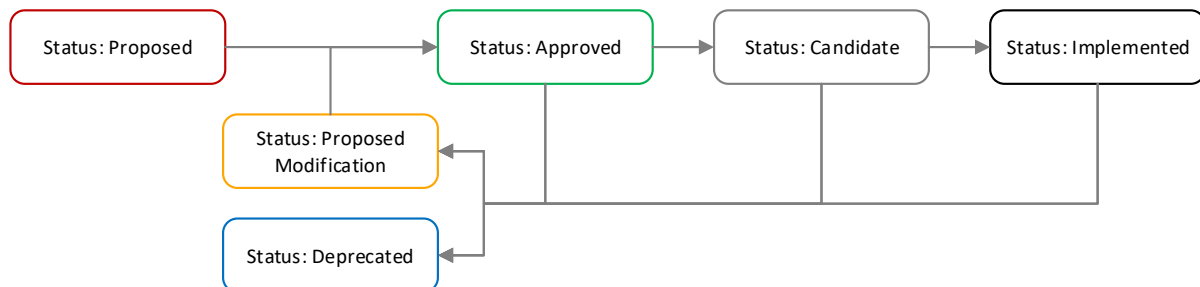 Status: Proposed
Status: Approved
Status: Candidate
Status: Implemented
Status: Proposed
Modification
Status: Deprecated